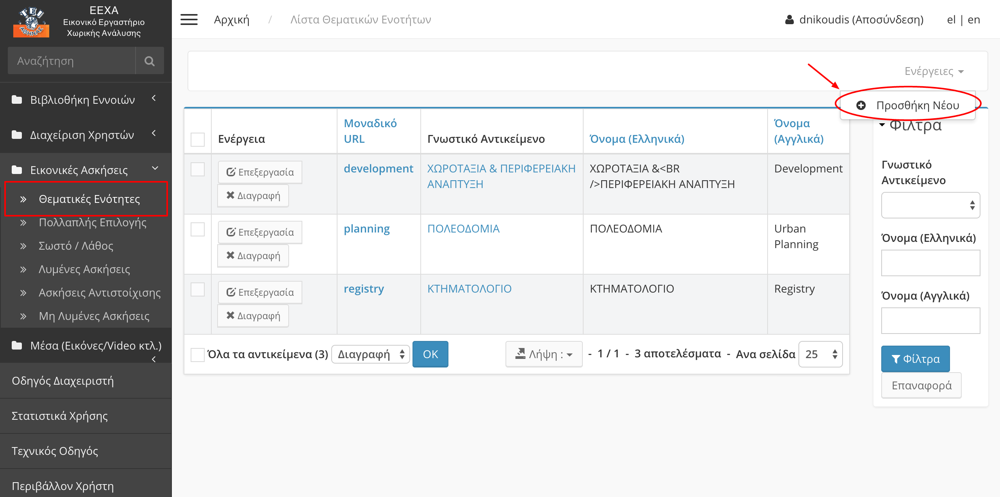 ΤΕΙ
ΑΘΗΝΑΣ
ΕΕΧΑ
Εικονικό Εργαστήριο
Χωρικής Ανάλυσης
Αναζήτηση
Βιβλιοθήκη Εννοιών
Διαχείριση Χρηστών
Εικονικές Ασκήσεις
Θεματικές Ενότητες
Πολλαπλής Επιλογής
Σωστό / Λάθος
Λυμένες Ασκήσεις
Ασκήσεις Αντιστοίχισης
Μη Λυμένες Ασκήσεις
Μέσα (Εικόνες/Video κτλ.)
Οδηγός Διαχειριστή
Στατιστικά Χρήσης
Τεχνικός Οδηγός
Περιβάλλον Χρήστη
Αρχική / Λίστα Θεματικών Ενοτήτων
dnikoudis (Αποσύνδεση) el | en
Ενέργειες
Προσθήκη Νέου
Ενέργεια
Μοναδικό
URL
Γνωστικό Αντικείμενο
Όνομα (Ελληνικά)
Όνομα
(Αγγλικά)
Επεξεργασία
Διαγραφή
development
ΧΩΡΟΤΑΞΙΑ & ΠΕΡΙΦΕΡΕΙΑΚΗ
ΑΝΑΠΤΥΞΗ
ΧΩΡΟΤΑΞΙΑ &<BR
/>ΠΕΡΙΦΕΡΕΙΑΚΗ ΑΝΑΠΤΥΞΗ
Development
Επεξεργασία
Διαγραφή
planning
ΠΟΛΕΟΔΟΜΙΑ
ΠΟΛΕΟΔΟΜΙΑ
Urban
Planning
Επεξεργασία
Διαγραφή
registry
ΚΤΗΜΑΤΟΛΟΓΙΟ
ΚΤΗΜΑΤΟΛΟΓΙΟ
Registry
Όλα τα αντικείμενα (3) Διαγραφή OK Λήψη : - 1 / 1 - 3 αποτελέσματα - Ανα σελίδα 25
Φίλτρα
Γνωστικό
Αντικείμενο
Όνομα (Ελληνικά)
Όνομα (Αγγλικά)
Φίλτρα
Επαναφορά